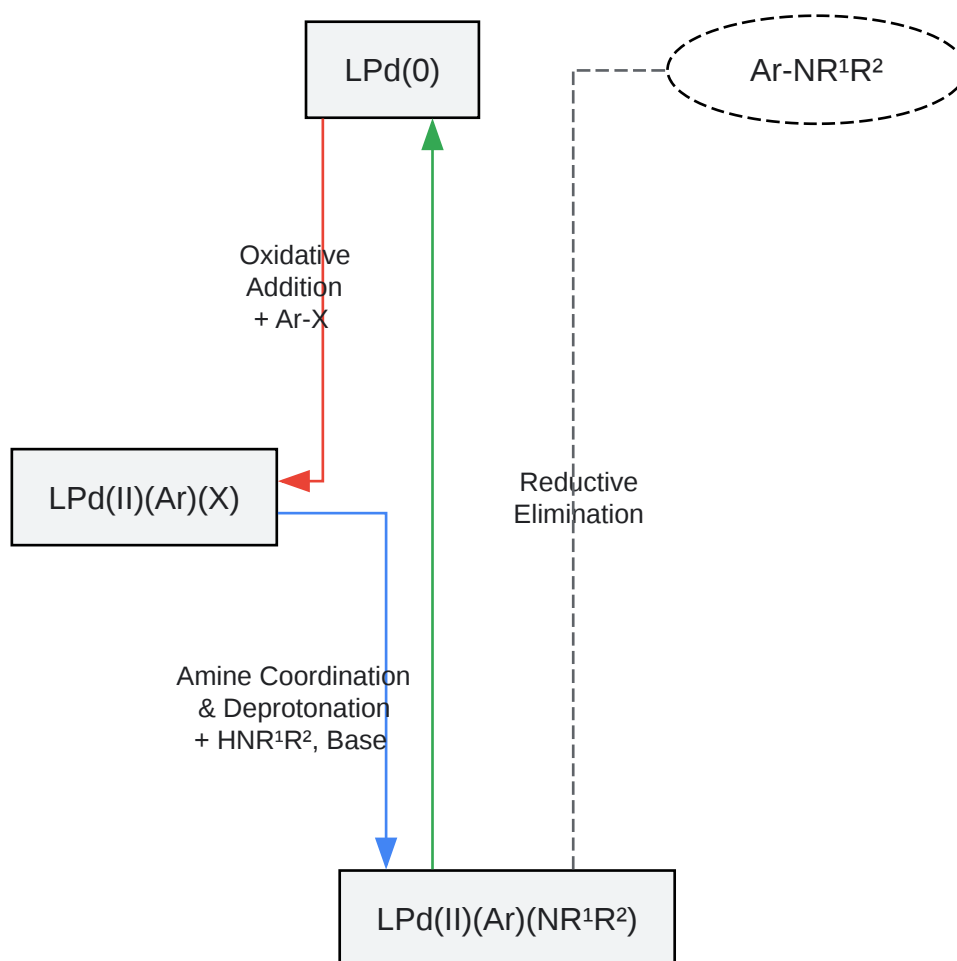 LPd(0)
Ar-NR¹R²
Oxidative
Addition
+ Ar-X
LPd(II)(Ar)(X)
Reductive
Elimination
Amine Coordination
& Deprotonation
+ HNR¹R², Base
LPd(II)(Ar)(NR¹R²)